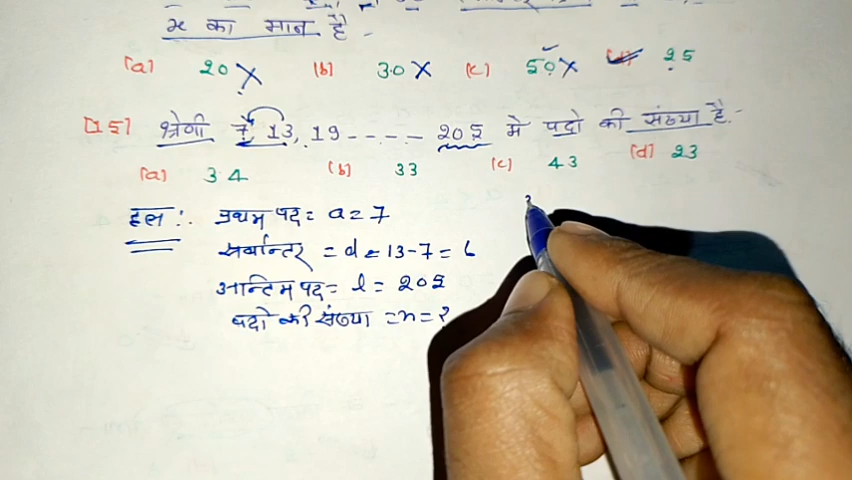 x का मान है -
(a) 20 (b) 30 (c) 50 (d) 25
[15] श्रेणी 7, 13, 19 ---- 205 मे पदो की संख्या है -
(a) 34 (b) 33 (c) 43 (d) 23
हल :- प्रथम पद = a = 7
सर्वान्तर = d = 13-7 = 6
अन्तिम पद = l = 205
पदो की संख्या = n = ?